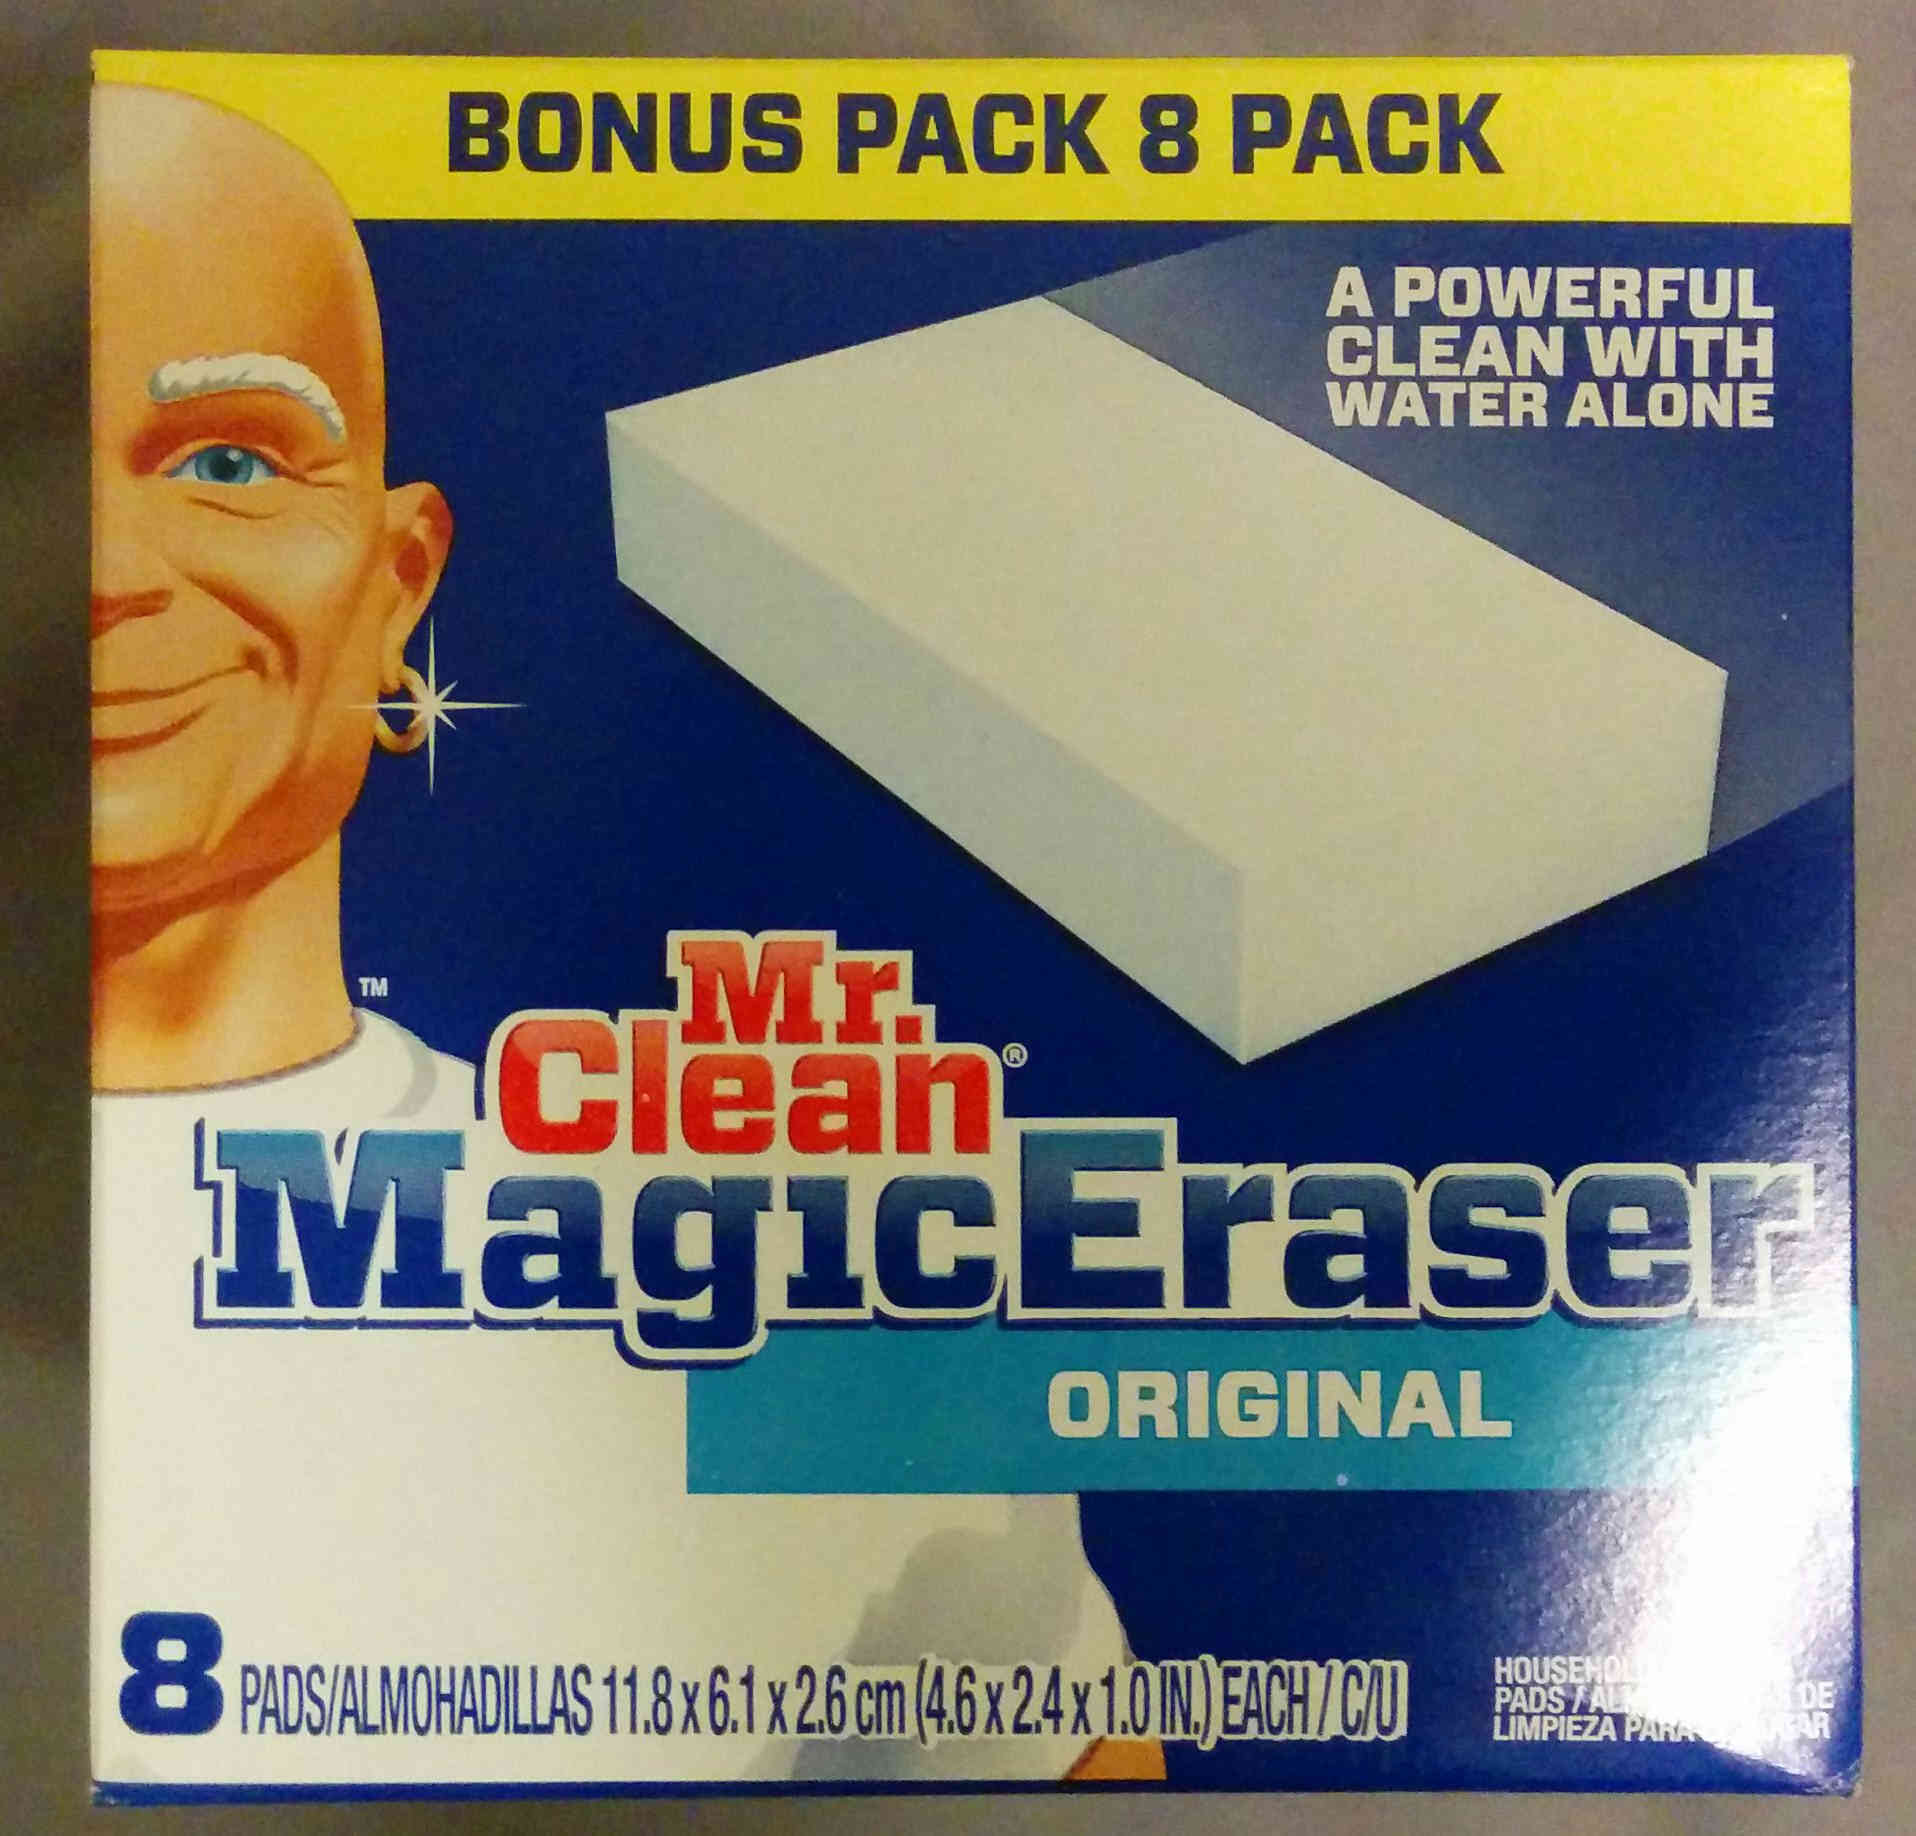 BONUS PACK 8 PACK
A POWERFUL
CLEAN WITH
WATER ALONE
TM
Mr.
Clean®
MagicEraser
ORIGINAL
8 PADS/ALMOHADILLAS 11.8 x 6.1 x 2.6 cm (4.6 x 2.4 x 1.0 IN.) EACH / C/U
PADS / DE
LIMPIEZA